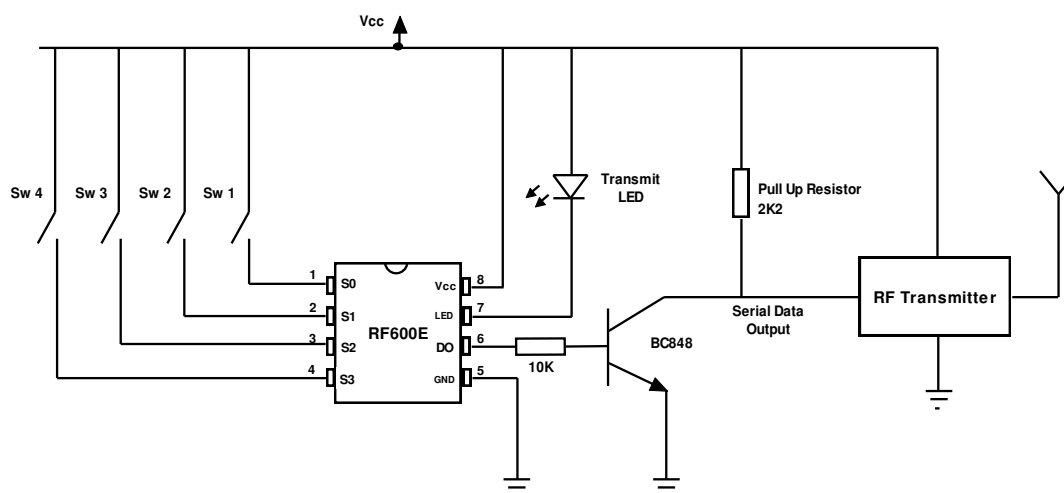 Vcc
Sw 4
Sw 3
Sw 2
Sw 1
Transmit
LED
Pull Up Resistor
2K2
1
S0
2
S1
3
S2
4
S3
RF600E
Vcc
8
LED
7
DO
6
GND
5
10K
BC848
Serial Data
Output
RF Transmitter